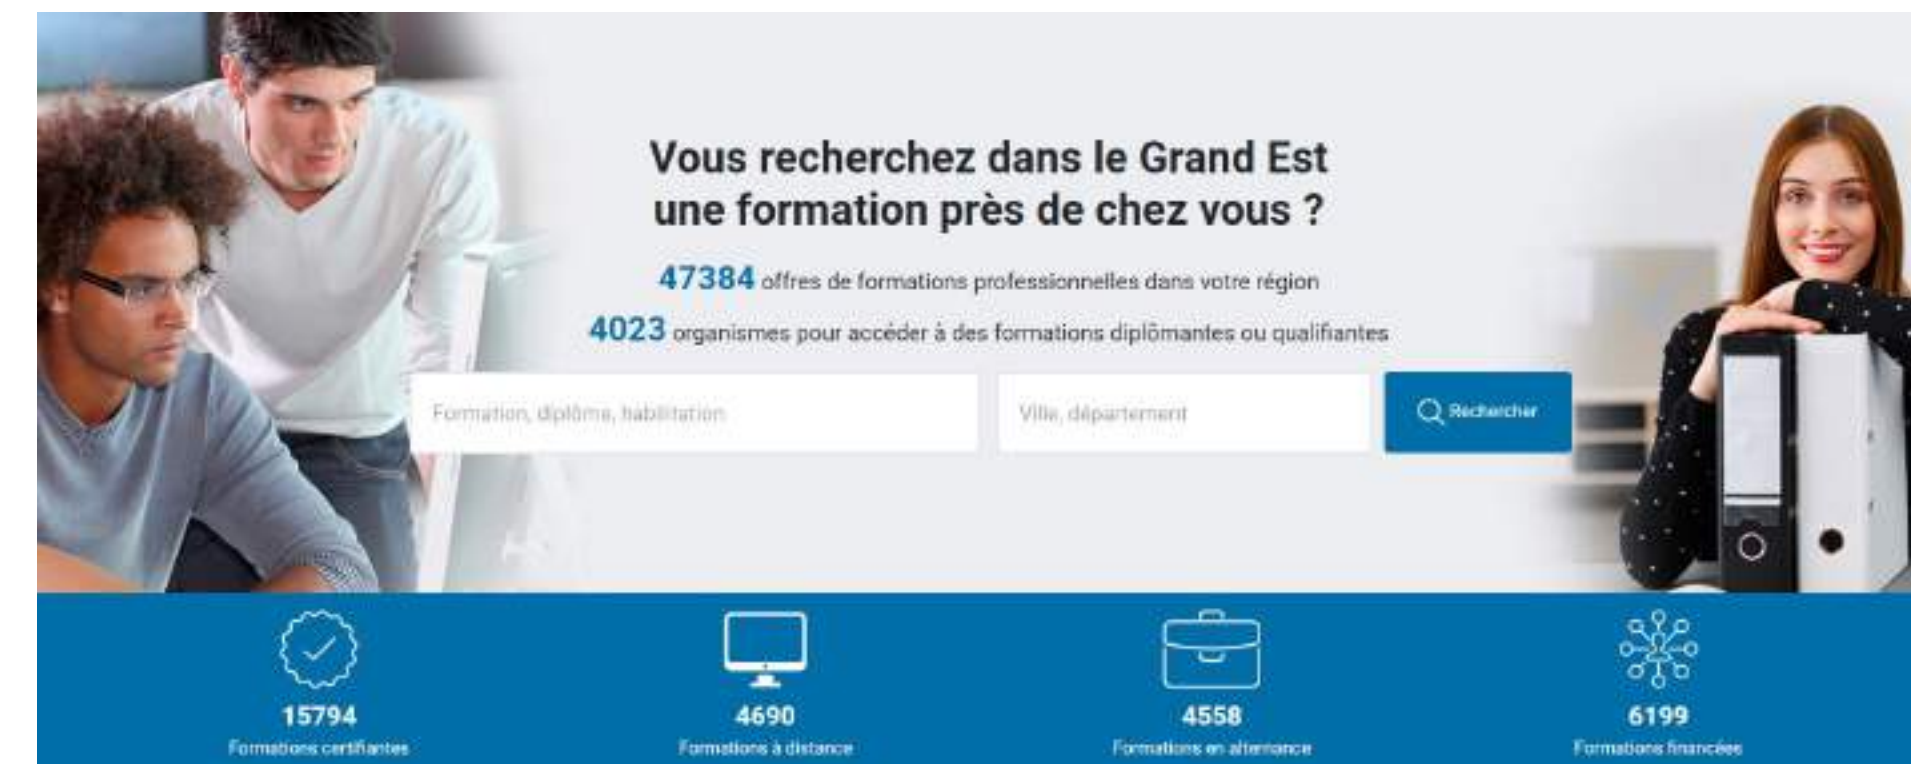 Vous recherchez dans le Grand Est
une formation près de chez vous ?
47384 offres de formations professionnelles dans votre région
4023 organismes pour accéder à des formations diplômantes ou qualifiantes
Formation, diplôme, habilitation
Ville, département
Rechercher
15794
Formations certifiantes
4690
Formations à distance
4558
Formations en alternance
6199
Formations financées